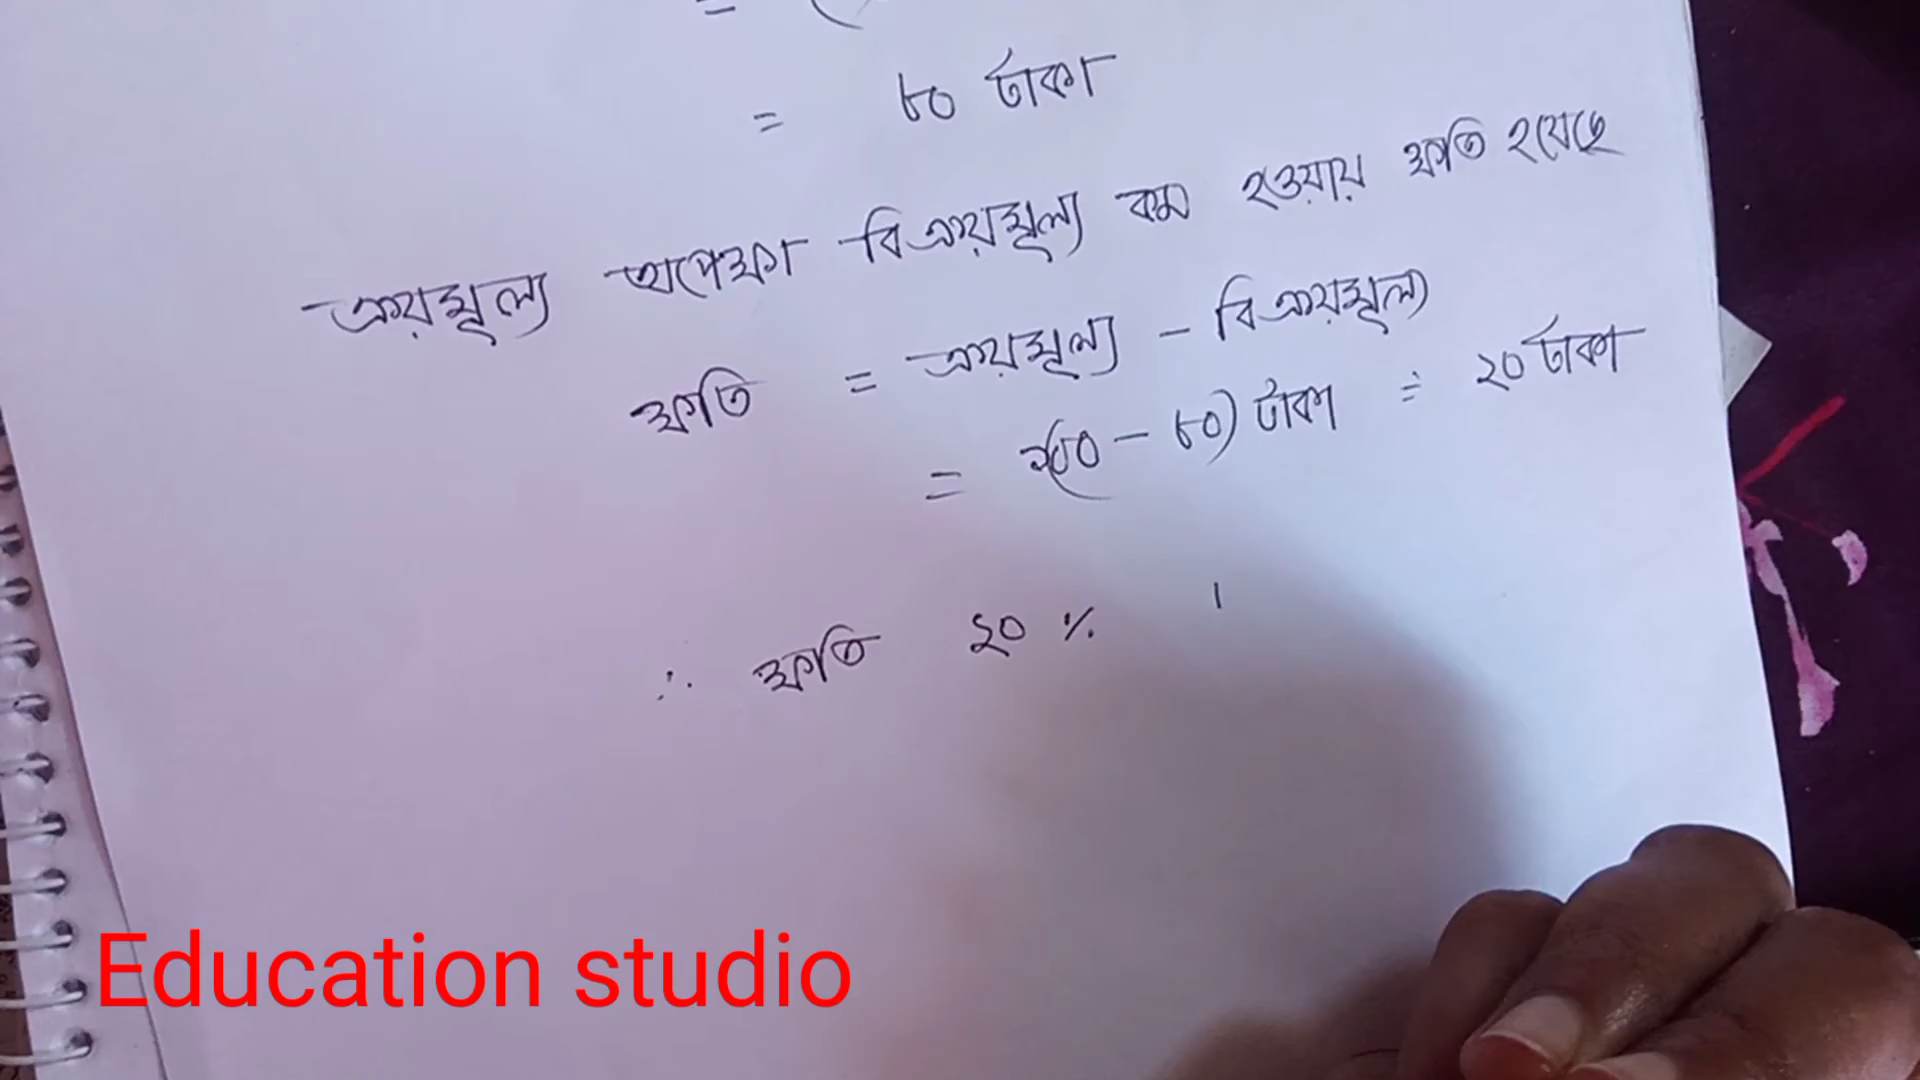 = (
= ৮০ টাকা
ক্রয়মূল্য অপেক্ষা বিক্রয়মূল্য কম হওয়ায় ক্ষতি হয়েছে
ক্ষতি = ক্রয়মূল্য - বিক্রয়মূল্য
= (১০০ - ৮০) টাকা = ২০ টাকা
∴ ক্ষতি ২০ % ।
Education studio